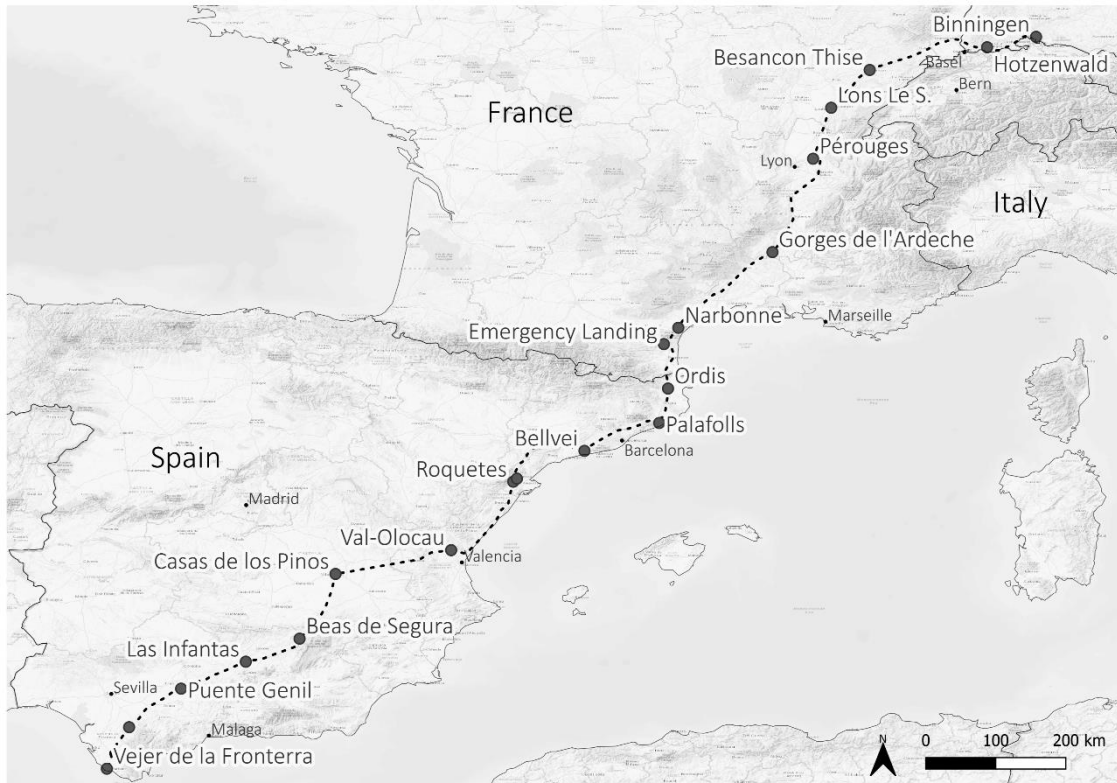 Binningen
Besancon Thise
Basel
Hotzenwald
Bern
Lons Le S.
France
Pérouges
Lyon
Italy
Gorges de l'Ardeche
Narbonne
Marseille
Emergency Landing
Ordis
Palafolls
Bellvei
Barcelona
Spain
Roquetes
Madrid
Val-Olocau
Valencia
Casas de los Pinos
Beas de Segura
Las Infantas
Sevilla
Puente Genil
Malaga
Vejer de la Fronterra
N
0 100 200 km